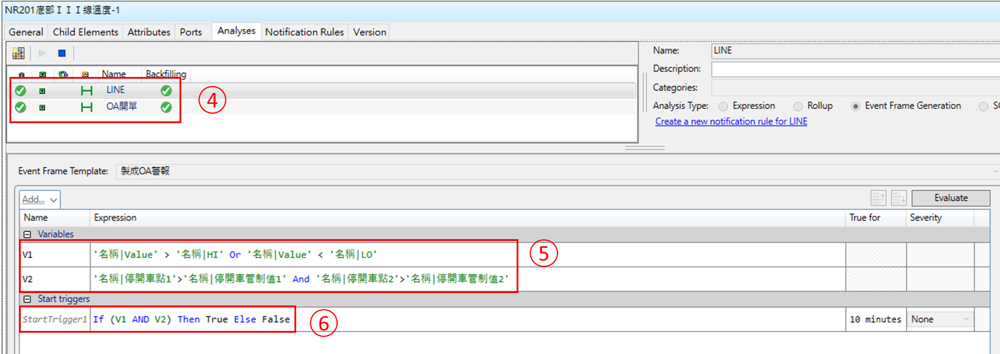 NR201底部ＩＩＩ線溫度-1
General Child Elements Attributes Ports Analyses Notification Rules Version
Name Backfilling
LINE
OA開單
④
Name: LINE
Description:
Categories:
Analysis Type: Expression Rollup Event Frame Generation
Create a new notification rule for LINE
Event Frame Template: 製成OA警報
Add...
Evaluate
Name Expression True for Severity
Variables
V1 '名稱|Value' > '名稱|HI' Or '名稱|Value' < '名稱|LO'
⑤
V2 '名稱|停開車點1'>'名稱|停開車管制值1' And '名稱|停開車點2'>'名稱|停開車管制值2'
Start triggers
StartTrigger1 If (V1 AND V2) Then True Else False 10 minutes None
⑥